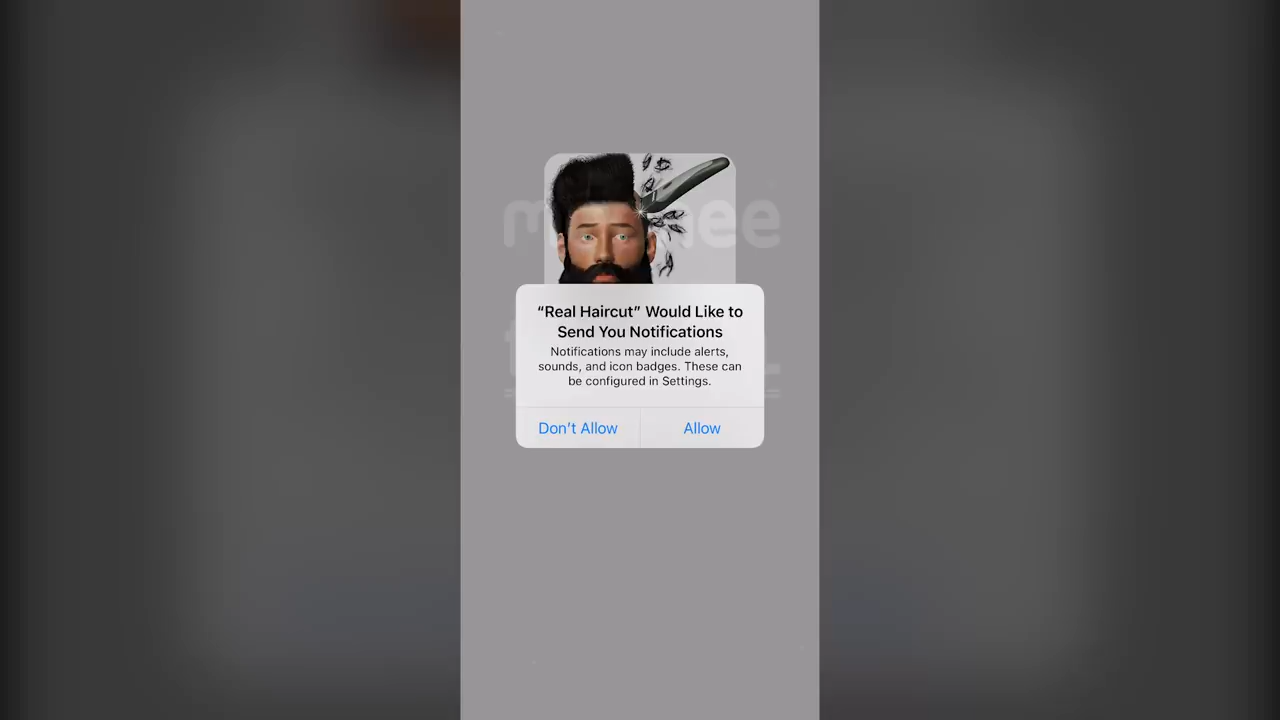 “Real Haircut” Would Like to
Send You Notifications
Notifications may include alerts,
sounds, and icon badges. These can
be configured in Settings.
Don’t Allow
Allow